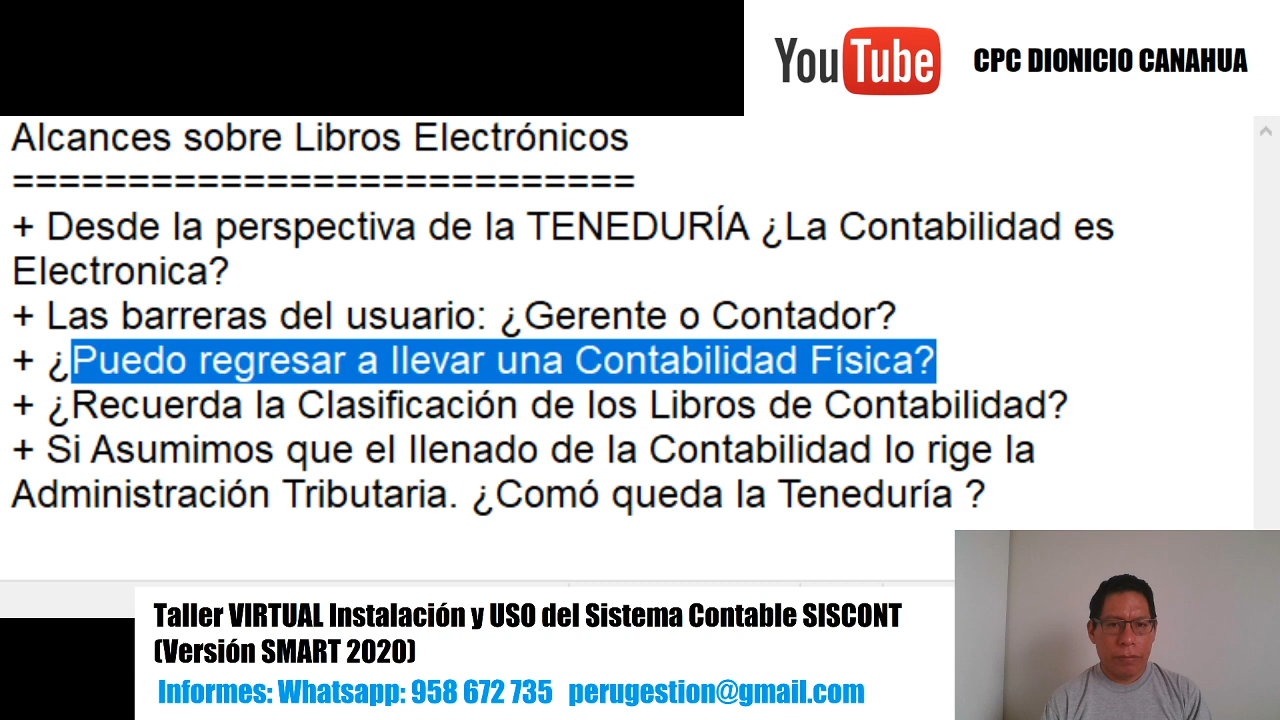 YouTube CPC DIONICIO CANAHUA
Alcances sobre Libros Electrónicos
===========================
+ Desde la perspectiva de la TENEDURÍA ¿La Contabilidad es
Electronica?
+ Las barreras del usuario: ¿Gerente o Contador?
+ ¿Puedo regresar a llevar una Contabilidad Física?
+ ¿Recuerda la Clasificación de los Libros de Contabilidad?
+ Si Asumimos que el llenado de la Contabilidad lo rige la
Administración Tributaria. ¿Comó queda la Teneduría ?
Taller VIRTUAL Instalación y USO del Sistema Contable SISCONT
(Versión SMART 2020)
Informes: Whatsapp: 958 672 735 perugestion@gmail.com